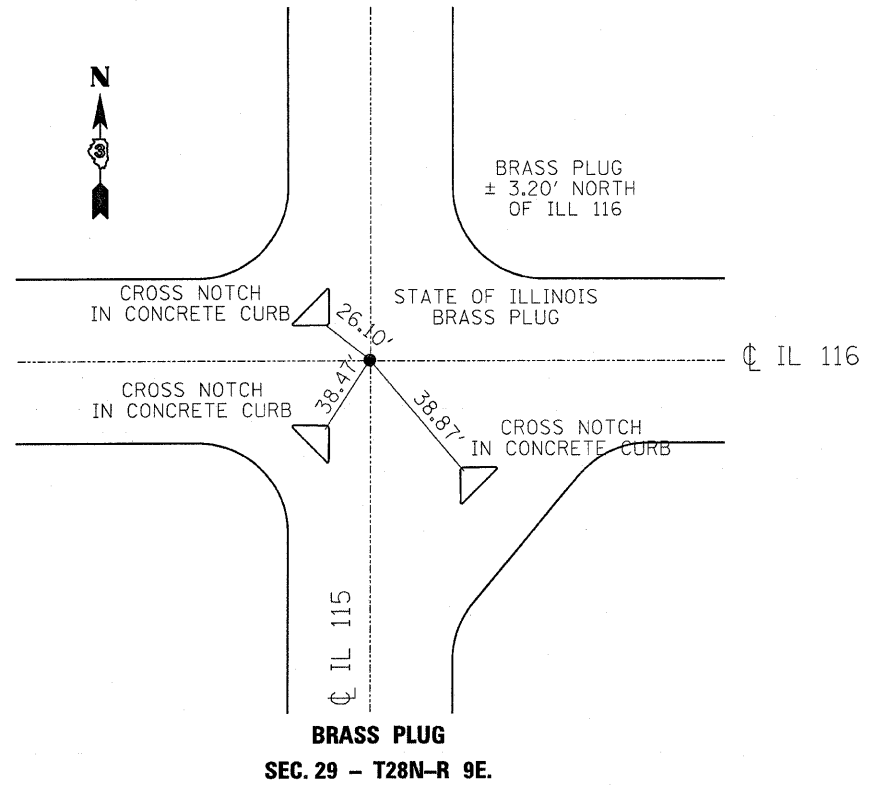 N
3
BRASS PLUG
± 3.20' NORTH
OF ILL 116
CROSS NOTCH
IN CONCRETE CURB
26.10'
STATE OF ILLINOIS
BRASS PLUG
℄ IL 116
CROSS NOTCH
IN CONCRETE CURB
38.47'
38.87'
CROSS NOTCH
IN CONCRETE CURB
℄ IL 115
BRASS PLUG
SEC. 29 – T28N–R 9E.